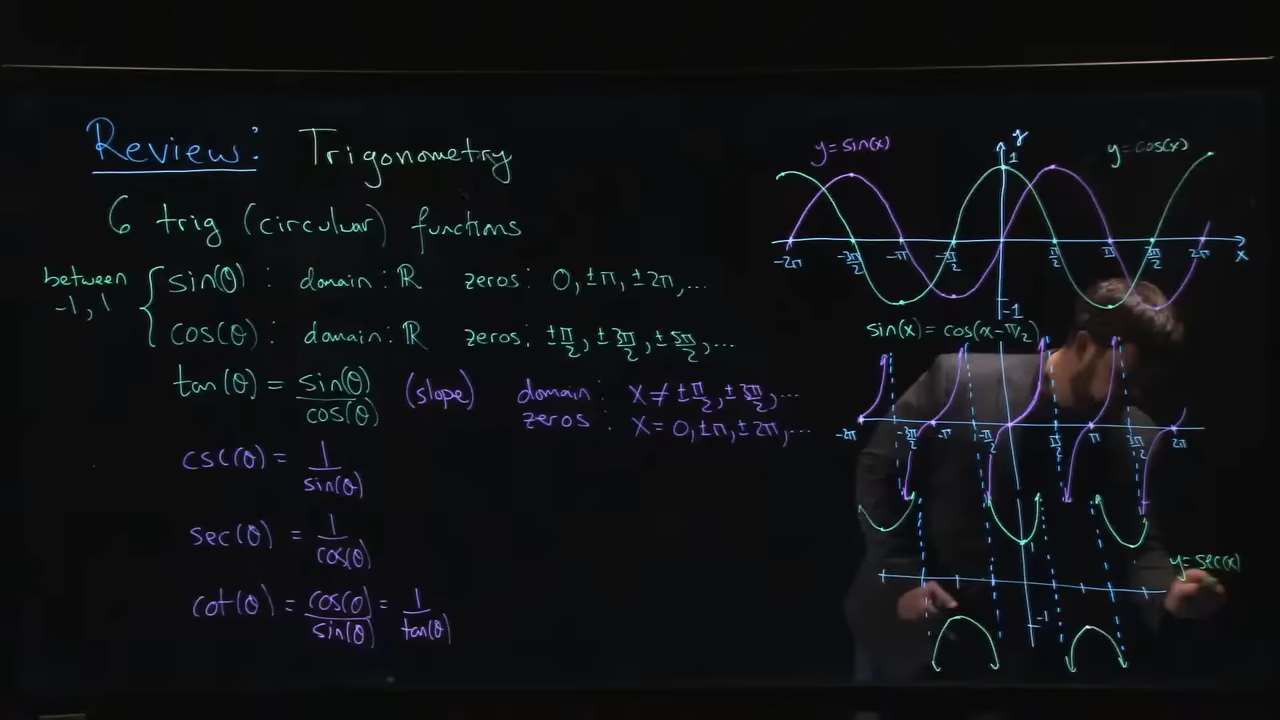 Review: Trigonometry
6 trig (circular) functions
between -1, 1
sin(θ) : domain: ℝ zeros: 0, ±π, ±2π, ...
cos(θ) : domain: ℝ zeros: ±π/2, ±3π/2, ±5π/2, ...
tan(θ) = sin(θ)/cos(θ) (slope) domain: x ≠ ±π/2, ±3π/2, ...
zeros: x = 0, ±π, ±2π, ...
csc(θ) = 1/sin(θ)
sec(θ) = 1/cos(θ)
cot(θ) = cos(θ)/sin(θ) = 1/tan(θ)
y=sin(x) y y=cos(x)
1
-2π -3π/2 -π -π/2 π/2 π 3π/2 2π x
-1
sin(x) = cos(x-π/2)
-2π -3π/2 -π -π/2 π/2 π 3π/2 2π
y=sec(x)
-1